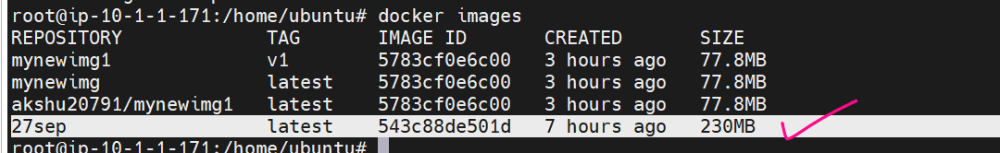 root@ip-10-1-1-171:/home/ubuntu# docker images
REPOSITORY TAG IMAGE ID CREATED SIZE
mynewimg1 v1 5783cf0e6c00 3 hours ago 77.8MB
mynewimg latest 5783cf0e6c00 3 hours ago 77.8MB
akshu20791/mynewimg1 latest 5783cf0e6c00 3 hours ago 77.8MB
27sep latest 543c88de501d 7 hours ago 230MB
root@ip-10-1-1-171:/home/ubuntu#